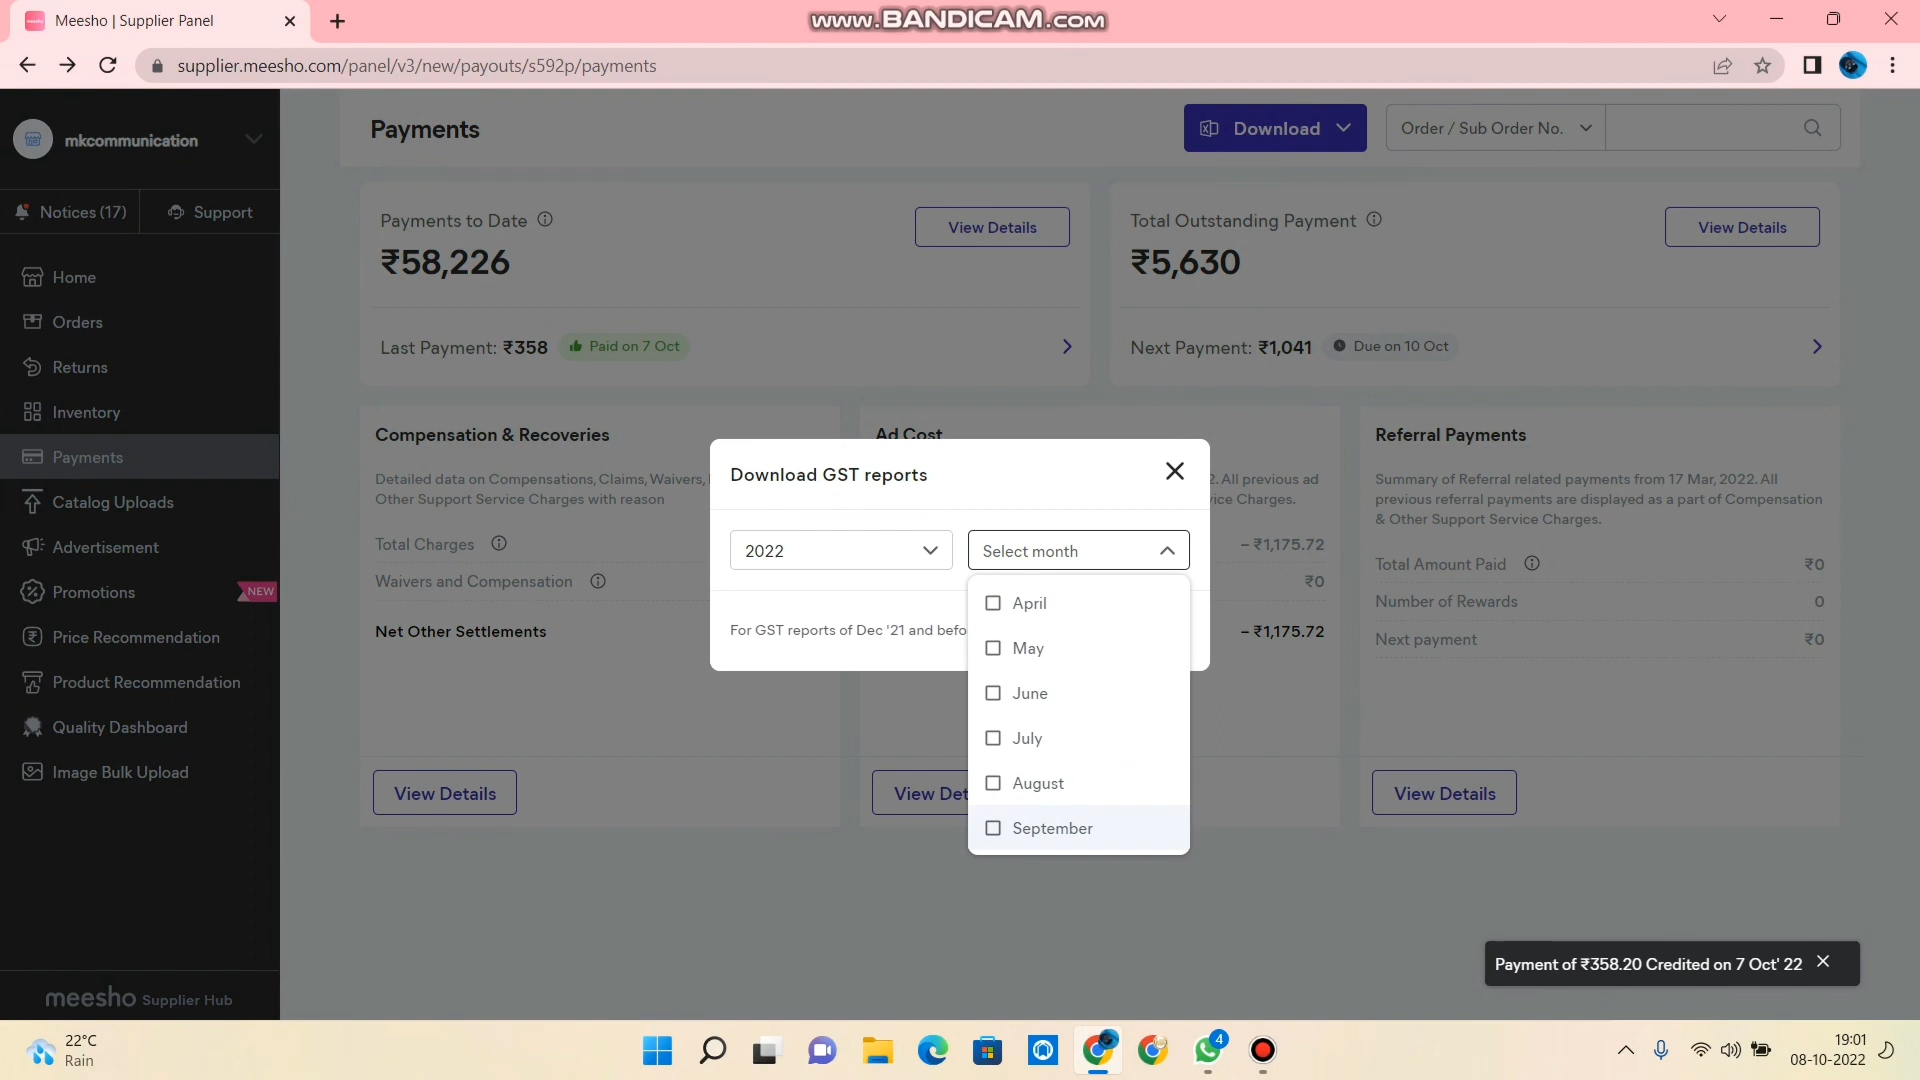 Meesho | Supplier Panel
www.BANDICAM.com
supplier.meesho.com/panel/v3/new/payouts/s592p/payments
mkcommunication
Notices (17)
Support
Home
Orders
Returns
Inventory
Payments
Catalog Uploads
Advertisement
Promotions
NEW
Price Recommendation
Product Recommendation
Quality Dashboard
Image Bulk Upload
meesho Supplier Hub
Payments
Download
Order / Sub Order No.
Payments to Date
₹58,226
View Details
Last Payment: ₹358
Paid on 7 Oct
Total Outstanding Payment
₹5,630
View Details
Next Payment: ₹1,041
Due on 10 Oct
Compensation & Recoveries
Detailed data on Compensations, Claims, Waivers,
Other Support Service Charges with reason
Total Charges
Waivers and Compensation
Net Other Settlements
View Details
Ad Cost
2. All previous ad
vice Charges.
– ₹1,175.72
₹0
– ₹1,175.72
View Det
Referral Payments
Summary of Referral related payments from 17 Mar, 2022. All
previous referral payments are displayed as a part of Compensation
& Other Support Service Charges.
Total Amount Paid
₹0
Number of Rewards
0
Next payment
₹0
View Details
Download GST reports
2022
Select month
For GST reports of Dec '21 and befo
April
May
June
July
August
September
Payment of ₹358.20 Credited on 7 Oct' 22
22°C
Rain
4
19:01
08-10-2022